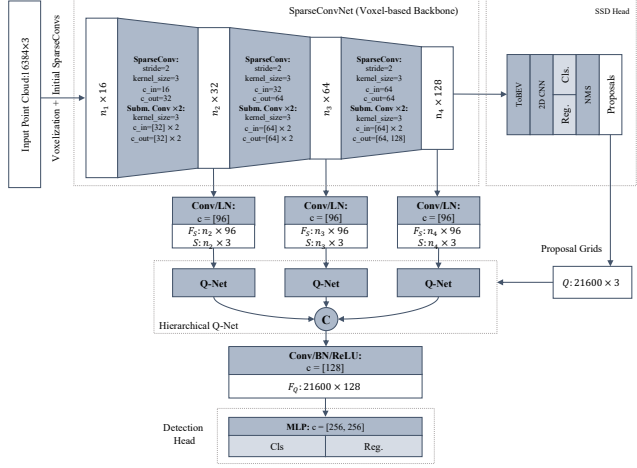 SparseConvNet (Voxel-based Backbone)
SSD Head
Input Point Cloud:16384×3
Voxelization + Initial SparseConvs
n₁ × 16
SparseConv:
stride=2
kernel_size=3
c_in=16
c_out=32
Subm. Conv ×2:
kernel_size=3
c_in=[32] × 2
c_out=[32] × 2
n₂ × 32
SparseConv:
stride=2
kernel_size=3
c_in=32
c_out=64
Subm. Conv ×2:
kernel_size=3
c_in=[64] × 2
c_out=[64] × 2
n₃ × 64
SparseConv:
stride=2
kernel_size=3
c_in=64
c_out=64
Subm. Conv ×2:
kernel_size=3
c_in=[64] × 2
c_out=[64, 128]
n₄ × 128
ToBEV
2D CNN
Cls.
Reg.
NMS
Proposals
Conv/LN:
c = [96]
F_S: n₂ × 96
S: n₂ × 3
Conv/LN:
c = [96]
F_S: n₃ × 96
S: n₃ × 3
Conv/LN:
c = [96]
F_S: n₄ × 96
S: n₄ × 3
Proposal Grids
Q: 21600 × 3
Q-Net
Q-Net
Q-Net
C
Hierarchical Q-Net
Conv/BN/ReLU:
c = [128]
F_Q: 21600 × 128
Detection
Head
MLP: c = [256, 256]
Cls
Reg.